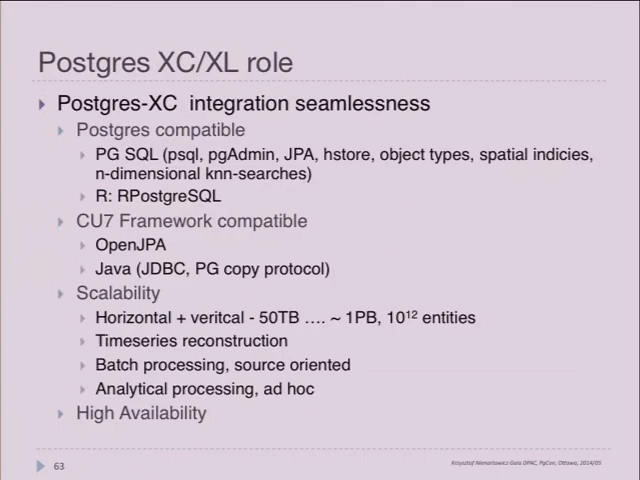 Postgres XC/XL role
Postgres-XC integration seamlessness
Postgres compatible
PG SQL (psql, pgAdmin, JPA, hstore, object types, spatial indicies,
n-dimensional knn-searches)
R: RPostgreSQL
CU7 Framework compatible
OpenJPA
Java (JDBC, PG copy protocol)
Scalability
Horizontal + veritcal - 50TB .... ~ 1PB, 10¹² entities
Timeseries reconstruction
Batch processing, source oriented
Analytical processing, ad hoc
High Availability
63
Krzysztof Nienartowicz Gaia DPAC, PgCon, Ottawa, 2014/05